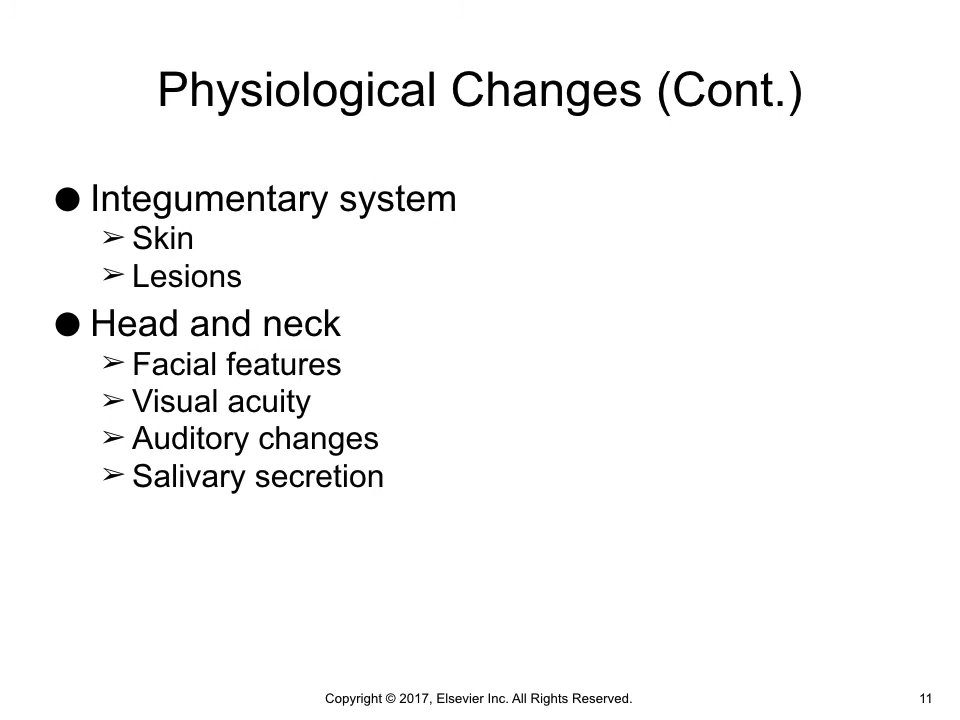 Physiological Changes (Cont.)
● Integumentary system
➢ Skin
➢ Lesions
● Head and neck
➢ Facial features
➢ Visual acuity
➢ Auditory changes
➢ Salivary secretion
Copyright © 2017, Elsevier Inc. All Rights Reserved.
11